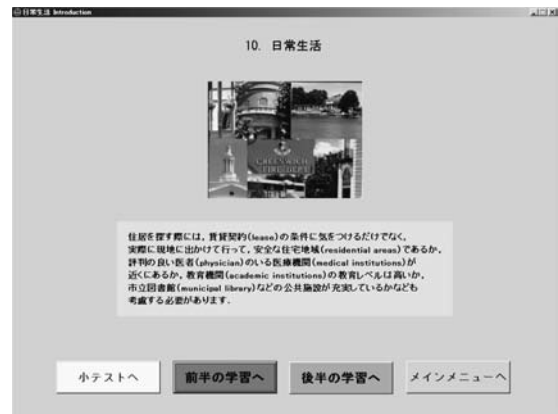 日常生活 Introduction
10. 日常生活
GREENWICH
FIRE DEPT
住居を探す際には，賃貸契約(lease)の条件に気をつけるだけでなく，
実際に現地に出かけて行って，安全な住宅地域(residential areas)であるか，
評判の良い医者(physician)のいる医療機関(medical institutions)が
近くにあるか，教育機関(academic institutions)の教育レベルは高いか，
市立図書館(municipal library)などの公共施設が充実しているかなども
考慮する必要があります．
小テストへ
前半の学習へ
後半の学習へ
メインメニューへ